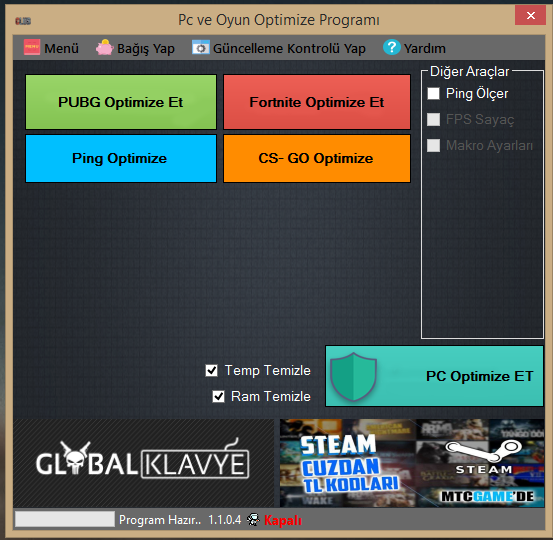 Pc ve Oyun Optimize Programı
Menü Bağış Yap Güncelleme Kontrolü Yap Yardım
PUBG Optimize Et
Fortnite Optimize Et
Ping Optimize
CS- GO Optimize
Diğer Araçlar
Ping Ölçer
FPS Sayaç
Makro Ayarları
Temp Temizle
Ram Temizle
PC Optimize ET
GLOBAL KLAVYE
STEAM
CUZDAN
TL KODLARI
STEAM
MTCGAME'DE
Program Hazır.. 1.1.0.4 Kapalı